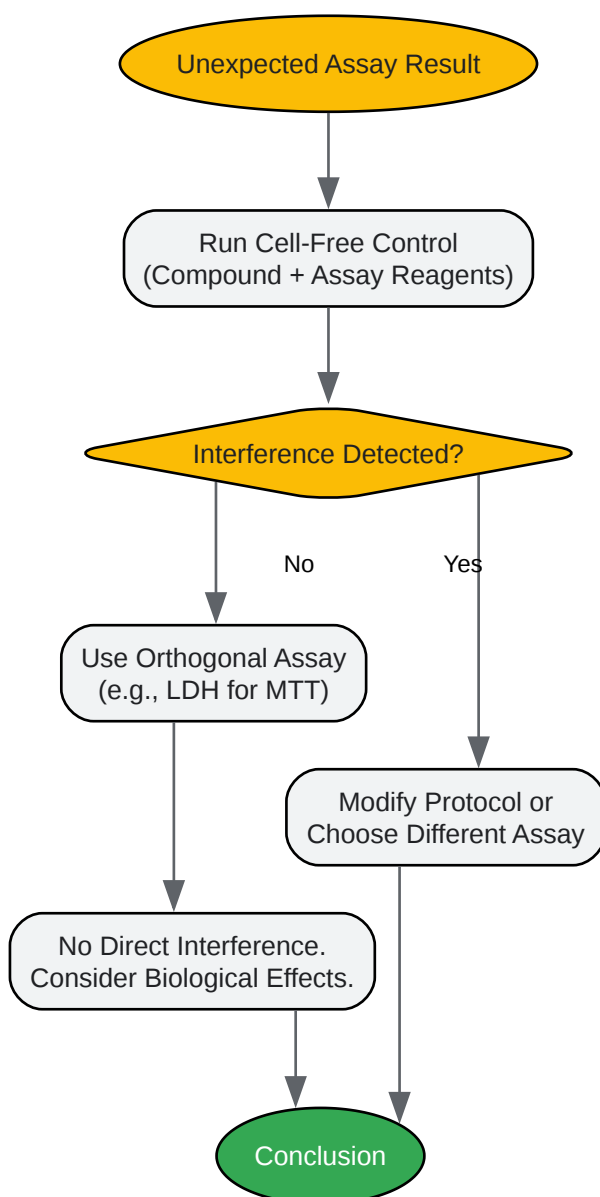 Unexpected Assay Result
Run Cell-Free Control
(Compound + Assay Reagents)
Interference Detected?
No
Yes
Use Orthogonal Assay
(e.g., LDH for MTT)
Modify Protocol or
Choose Different Assay
No Direct Interference.
Consider Biological Effects.
Conclusion